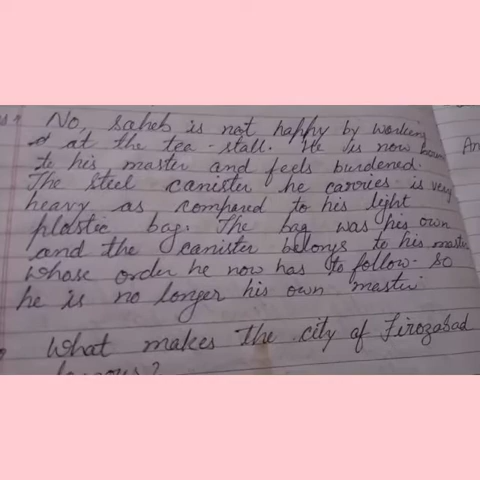 No, saheb is not happy by working
at the tea-stall. He is now bound
to his master and feels burdened.
The steel canister he carries is very
heavy as compared to his light
plastic bag. The bag was his own
and the canister belongs to his master
whose order he now has to follow. So
he is no longer his own master.
What makes the city of Firozabad
An